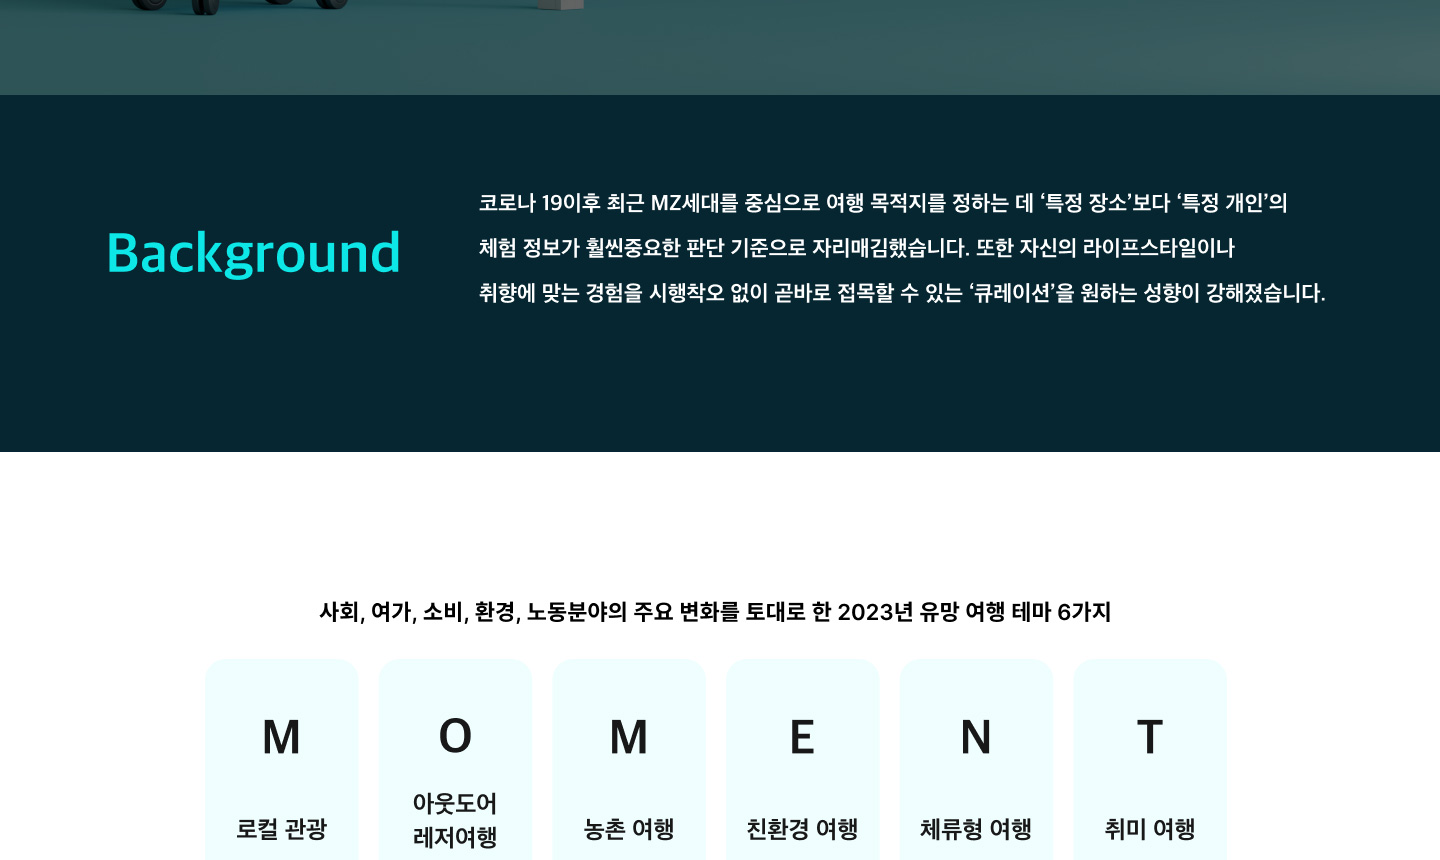 Background
코로나 19이후 최근 MZ세대를 중심으로 여행 목적지를 정하는 데 ‘특정 장소’보다 ‘특정 개인’의
체험 정보가 훨씬중요한 판단 기준으로 자리매김했습니다. 또한 자신의 라이프스타일이나
취향에 맞는 경험을 시행착오 없이 곧바로 접목할 수 있는 ‘큐레이션’을 원하는 성향이 강해졌습니다.
사회, 여가, 소비, 환경, 노동분야의 주요 변화를 토대로 한 2023년 유망 여행 테마 6가지
M
로컬 관광
O
아웃도어
레저여행
M
농촌 여행
E
친환경 여행
N
체류형 여행
T
취미 여행